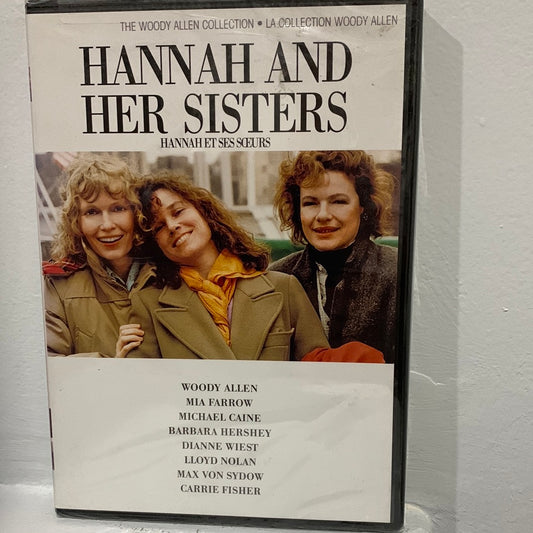 THE WOODY ALLEN COLLECTION • LA COLLECTION WOODY ALLEN
HANNAH AND
HER SISTERS
HANNAH ET SES SŒURS
WOODY ALLEN
MIA FARROW
MICHAEL CAINE
BARBARA HERSHEY
DIANNE WIEST
LLOYD NOLAN
MAX VON SYDOW
CARRIE FISHER